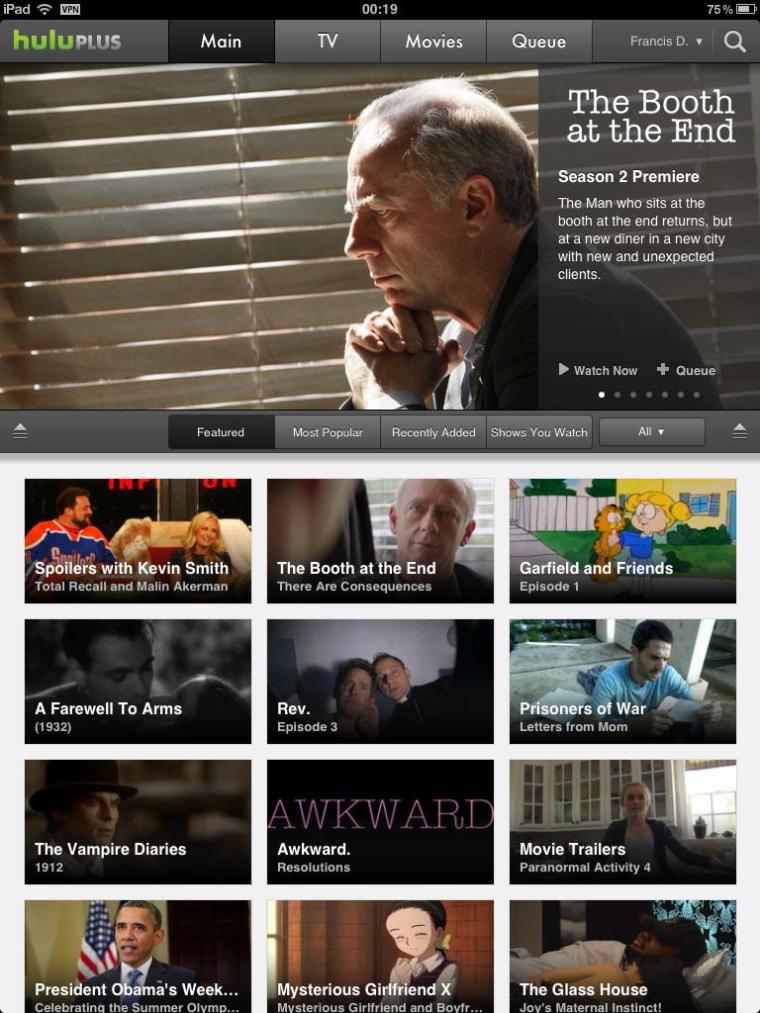 iPad VPN 00:19 75%
huluPLUS Main TV Movies Queue Francis D. ▼
The Booth
at the End
Season 2 Premiere
The Man who sits at the
booth at the end returns, but
at a new diner in a new city
with new and unexpected
clients.
Watch Now Queue
Featured Most Popular Recently Added Shows You Watch All ▼
Spoilers with Kevin Smith
Total Recall and Malin Akerman
The Booth at the End
There Are Consequences
Garfield and Friends
Episode 1
A Farewell To Arms
(1932)
Rev.
Episode 3
Prisoners of War
Letters from Mom
The Vampire Diaries
1912
AWKWARD
Awkward.
Resolutions
Movie Trailers
Paranormal Activity 4
President Obama's Week...
Celebrating the Summer Olymp...
Mysterious Girlfriend X
Mysterious Girlfriend and Boyfr...
The Glass House
Joy's Maternal Instinct!